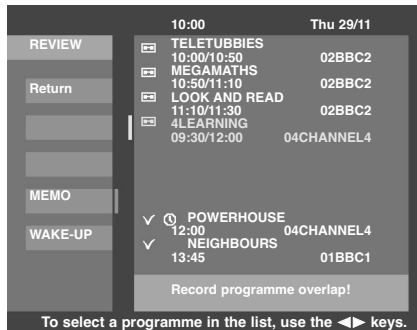 10:00 Thu 29/11
REVIEW
Return
MEMO
WAKE-UP
TELETUBBIES
10:00/10:50 02BBC2
MEGAMATHS
10:50/11:10 02BBC2
LOOK AND READ
11:10/11:30 02BBC2
4LEARNING
09:30/12:00 04CHANNEL4
POWERHOUSE
12:00 04CHANNEL4
NEIGHBOURS
13:45 01BBC1
Record programme overlap!
To select a programme in the list, use the ◀▶ keys.